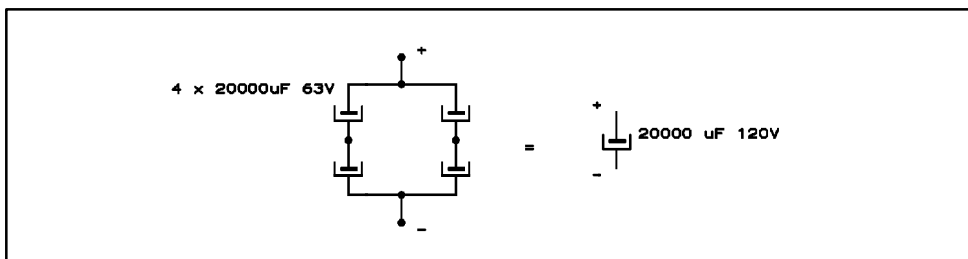 +
4 x 20000uF 63V
+
20000 uF 120V
=
-
-